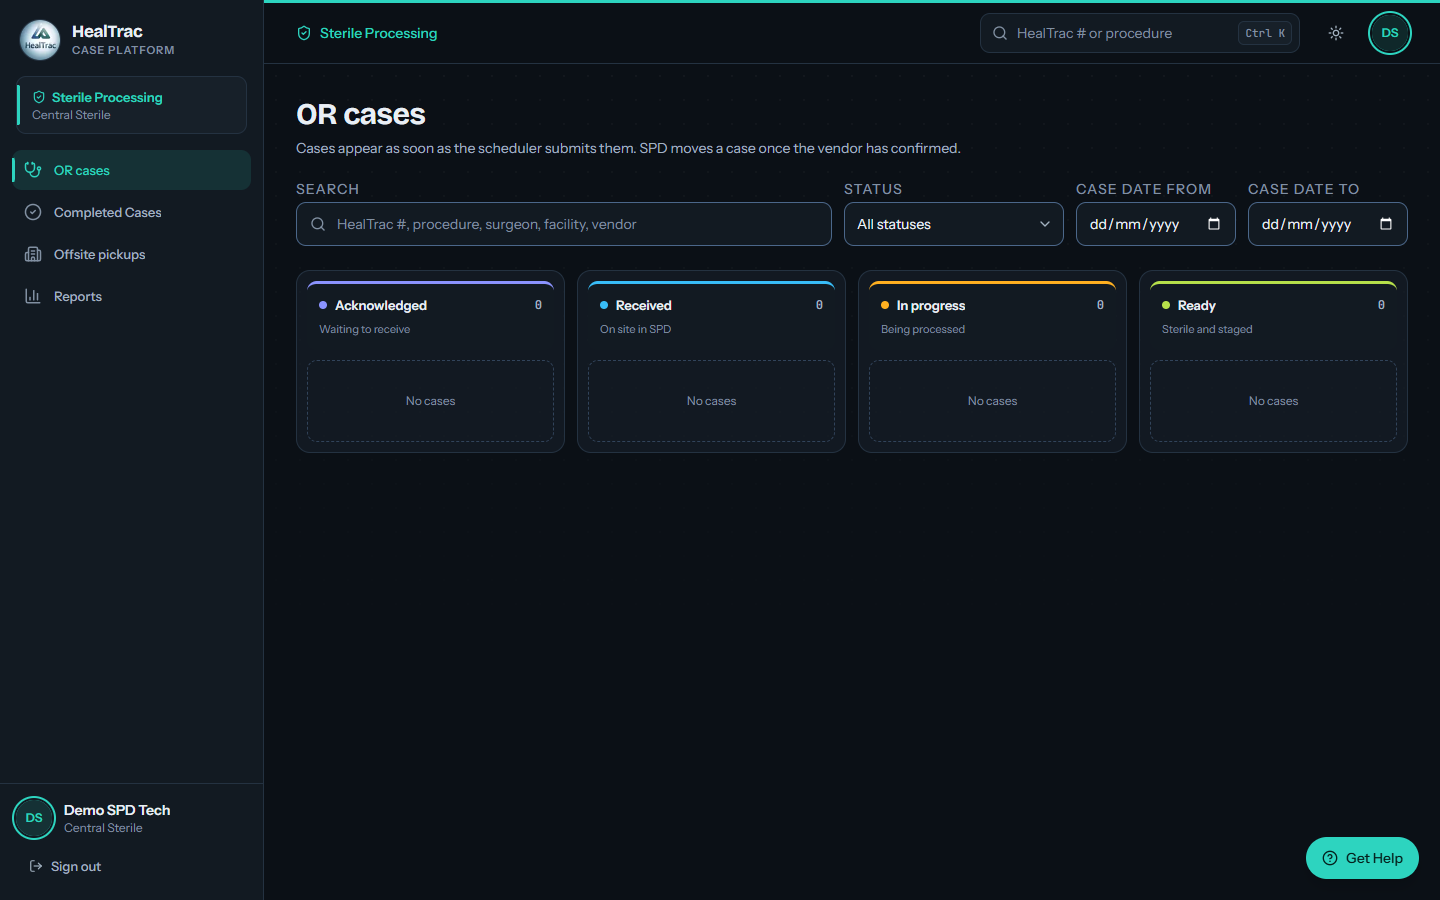 HealTrac
HealTrac
CASE PLATFORM
Sterile Processing
Central Sterile
OR cases
Completed Cases
Offsite pickups
Reports
Demo SPD Tech
DS
Central Sterile
Sign out
Sterile Processing
HealTrac # or procedure
Ctrl K
DS
OR cases
Cases appear as soon as the scheduler submits them. SPD moves a case once the vendor has confirmed.
SEARCH
STATUS
CASE DATE FROM
CASE DATE TO
HealTrac #, procedure, surgeon, facility, vendor
All statuses
dd/mm/yyyy
dd/mm/yyyy
Acknowledged 0
Waiting to receive
No cases
Received 0
On site in SPD
No cases
In progress 0
Being processed
No cases
Ready 0
Sterile and staged
No cases
Get Help